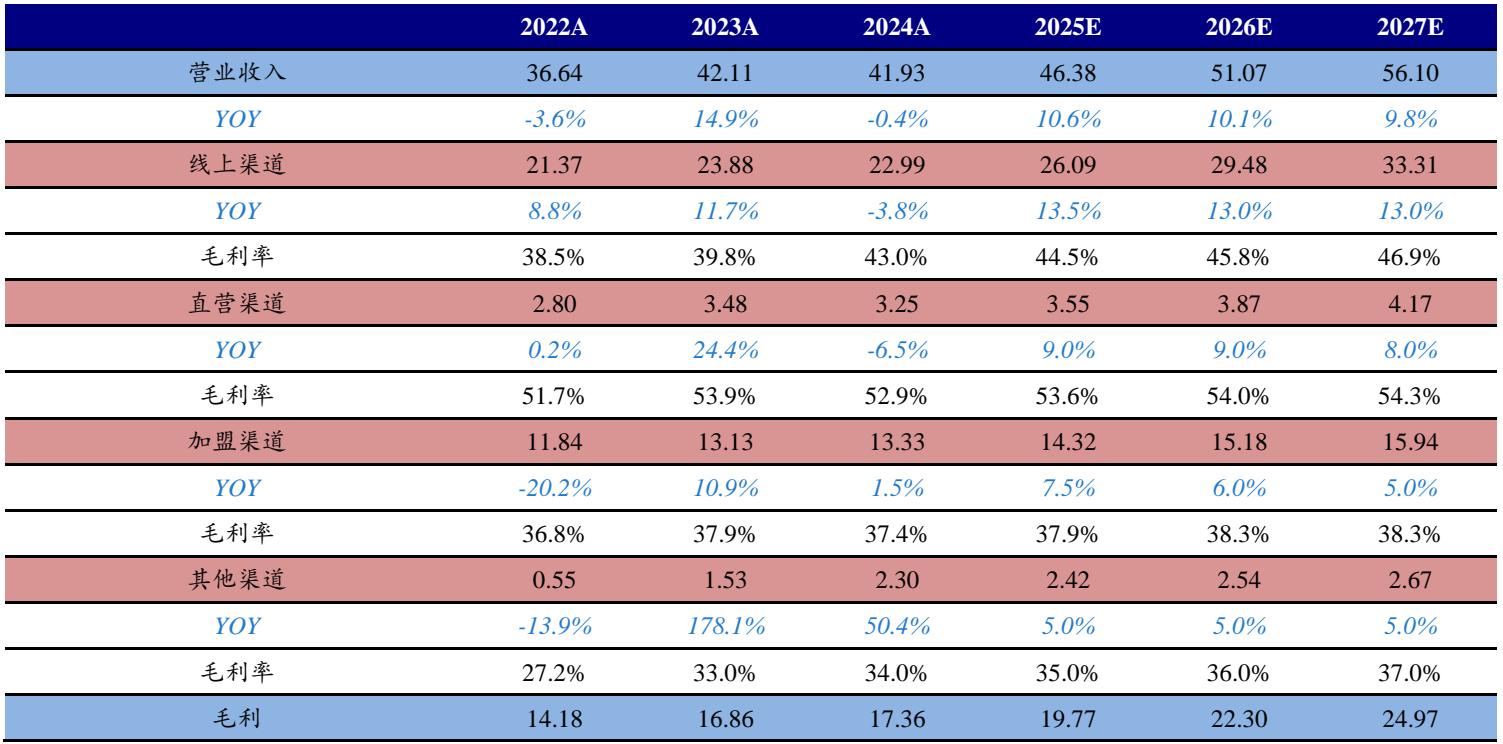 2022A 2023A 2024A 2025E 2026E 2027E
营业收入 36.64 42.11 41.93 46.38 51.07 56.10
YOY -3.6% 14.9% -0.4% 10.6% 10.1% 9.8%
线上渠道 21.37 23.88 22.99 26.09 29.48 33.31
YOY 8.8% 11.7% -3.8% 13.5% 13.0% 13.0%
毛利率 38.5% 39.8% 43.0% 44.5% 45.8% 46.9%
直营渠道 2.80 3.48 3.25 3.55 3.87 4.17
YOY 0.2% 24.4% -6.5% 9.0% 9.0% 8.0%
毛利率 51.7% 53.9% 52.9% 53.6% 54.0% 54.3%
加盟渠道 11.84 13.13 13.33 14.32 15.18 15.94
YOY -20.2% 10.9% 1.5% 7.5% 6.0% 5.0%
毛利率 36.8% 37.9% 37.4% 37.9% 38.3% 38.3%
其他渠道 0.55 1.53 2.30 2.42 2.54 2.67
YOY -13.9% 178.1% 50.4% 5.0% 5.0% 5.0%
毛利率 27.2% 33.0% 34.0% 35.0% 36.0% 37.0%
毛利 14.18 16.86 17.36 19.77 22.30 24.97